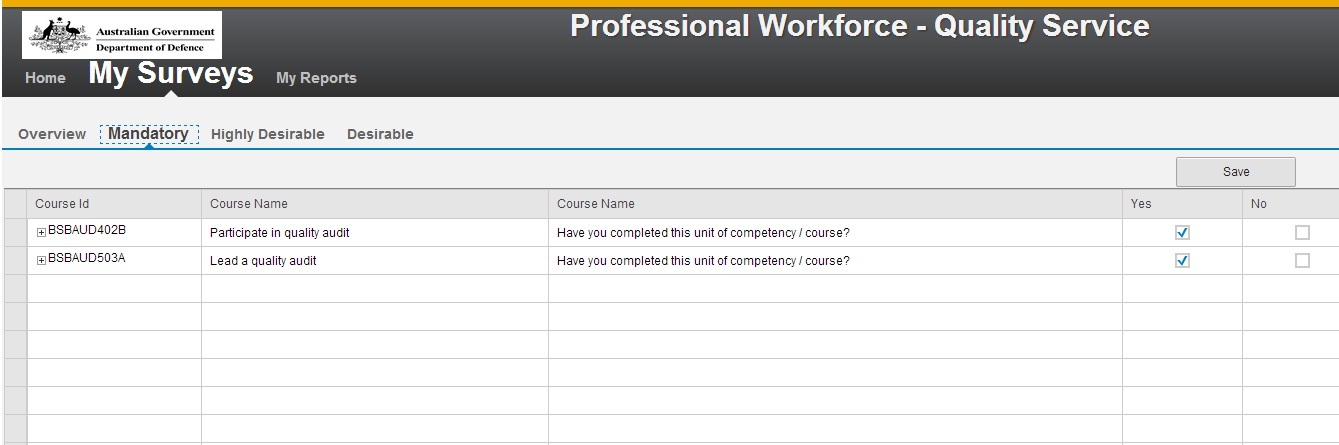 Australian Government
Department of Defence
Professional Workforce - Quality Service
Home My Surveys My Reports
Overview Mandatory Highly Desirable Desirable
Save
Course Id Course Name Course Name Yes No
BSBAUD402B Participate in quality audit Have you completed this unit of competency / course?
BSBAUD503A Lead a quality audit Have you completed this unit of competency / course?